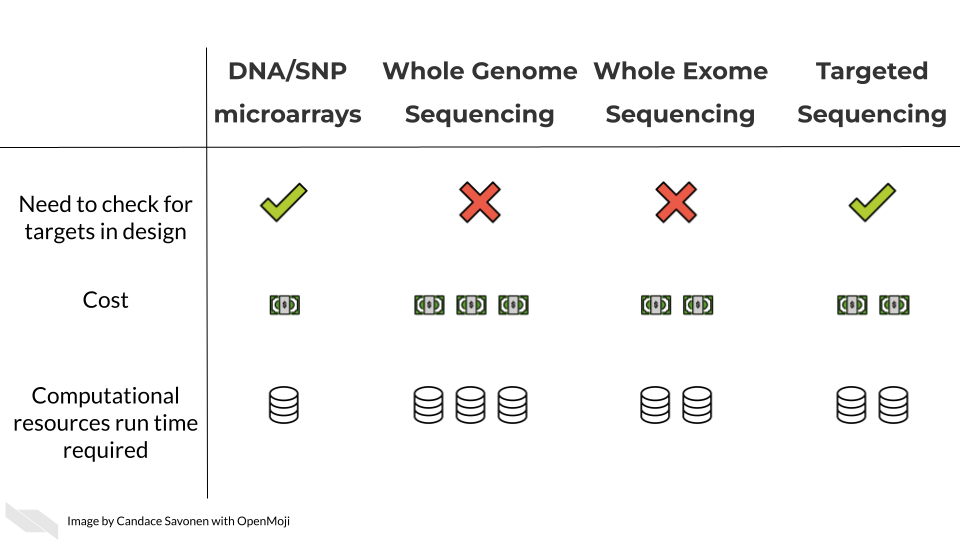 DNA/SNP
microarrays
Whole Genome
Sequencing
Whole Exome
Sequencing
Targeted
Sequencing
Need to check for
targets in design
Cost
Computational
resources run time
required
Image by Candace Savonen with OpenMoji